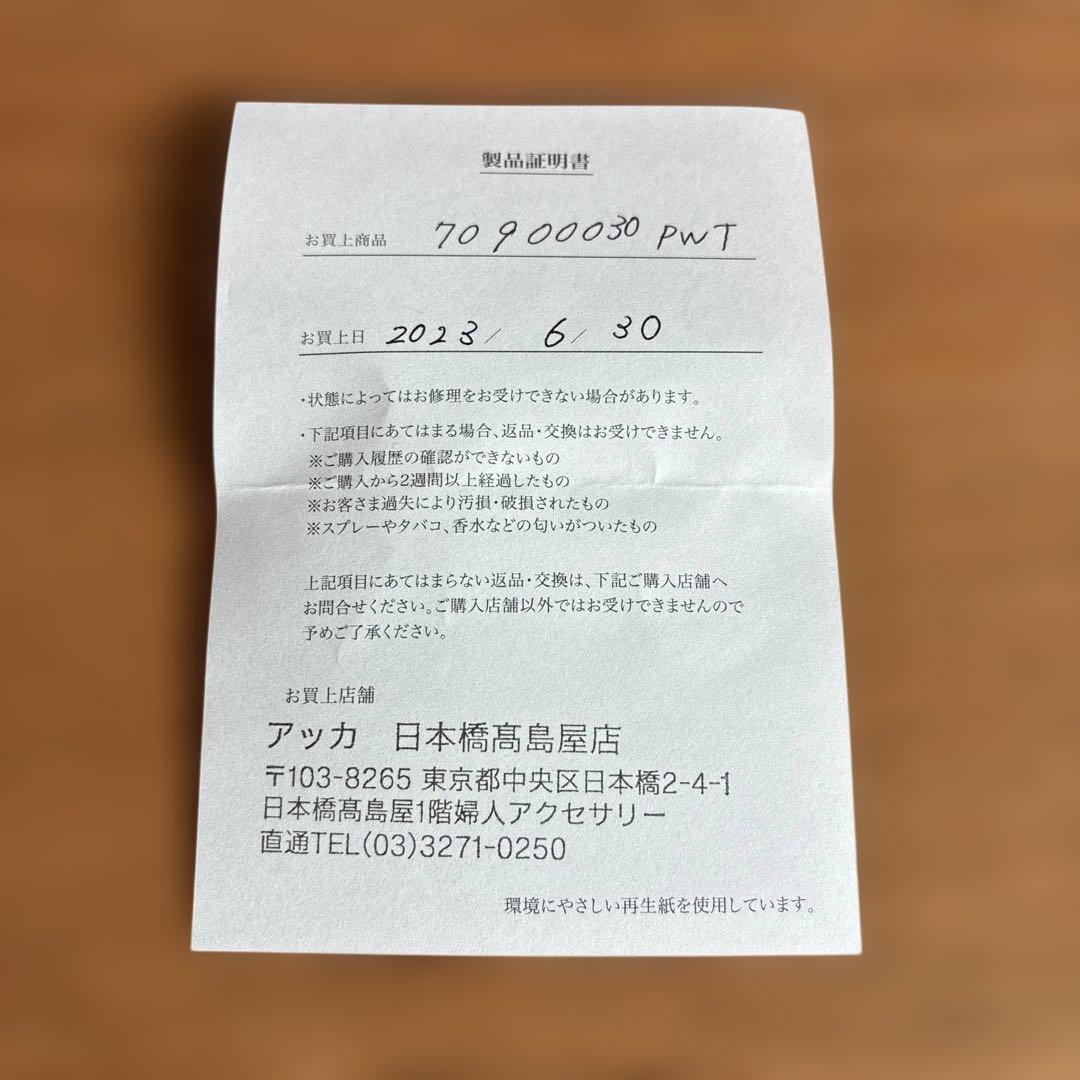 製品証明書
お買上商品 70900030 PWT
お買上日 2023/ 6/ 30
・状態によってはお修理をお受けできない場合があります。
・下記項目にあてはまる場合、返品・交換はお受けできません。
※ご購入履歴の確認ができないもの
※ご購入から2週間以上経過したもの
※お客さま過失により汚損・破損されたもの
※スプレーやタバコ、香水などの匂いがついたもの
上記項目にあてはまらない返品・交換は、下記ご購入店舗へ
お問合せください。ご購入店舗以外ではお受けできませんので
予めご了承ください。
お買上店舗
アッカ 日本橋髙島屋店
〒103-8265 東京都中央区日本橋2-4-1
日本橋髙島屋1階婦人アクセサリー
直通TEL(03)3271-0250
環境にやさしい再生紙を使用しています。